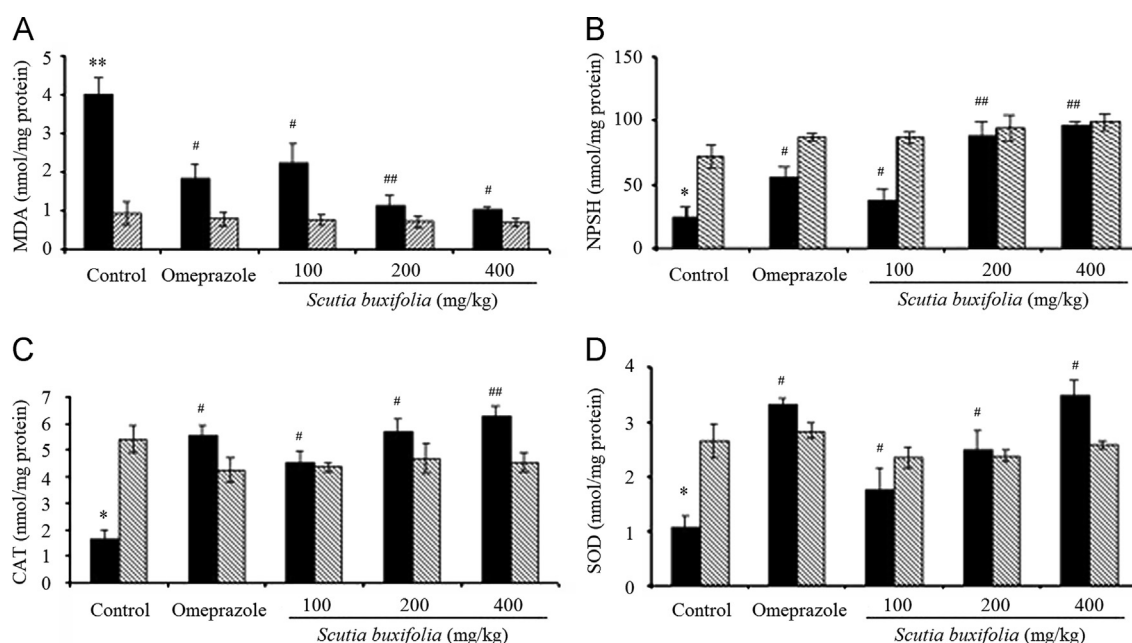 A
MDA (nmol/mg protein)
5
4
3
2
1
0
**
#
#
##
#
Control Omeprazole 100 200 400
Scutia buxifolia (mg/kg)
B
NPSH (nmol/mg protein)
150
100
50
0
*
#
#
##
##
Control Omeprazole 100 200 400
Scutia buxifolia (mg/kg)
C
CAT (nmol/mg protein)
7
6
5
4
3
2
1
0
*
#
#
#
##
Control Omeprazole 100 200 400
Scutia buxifolia (mg/kg)
D
SOD (nmol/mg protein)
4
3
2
1
0
*
#
#
#
#
Control Omeprazole 100 200 400
Scutia buxifolia (mg/kg)